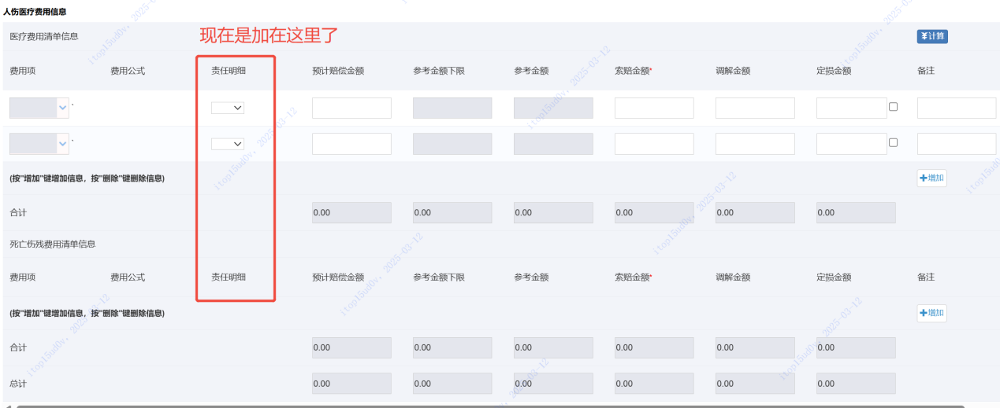 人伤医疗费用信息
医疗费用清单信息 现在是加在这里了 ¥计算
费用项 费用公式 责任明细 预计赔偿金额 参考金额下限 参考金额 索赔金额* 调解金额 定损金额 备注
(按"增加"键增加信息，按"删除"键删除信息) +增加
合计 0.00 0.00 0.00 0.00 0.00 0.00
死亡伤残费用清单信息
费用项 费用公式 责任明细 预计赔偿金额 参考金额下限 参考金额 索赔金额* 调解金额 定损金额 备注
(按"增加"键增加信息，按"删除"键删除信息) +增加
合计 0.00 0.00 0.00 0.00 0.00 0.00
总计 0.00 0.00 0.00 0.00 0.00 0.00